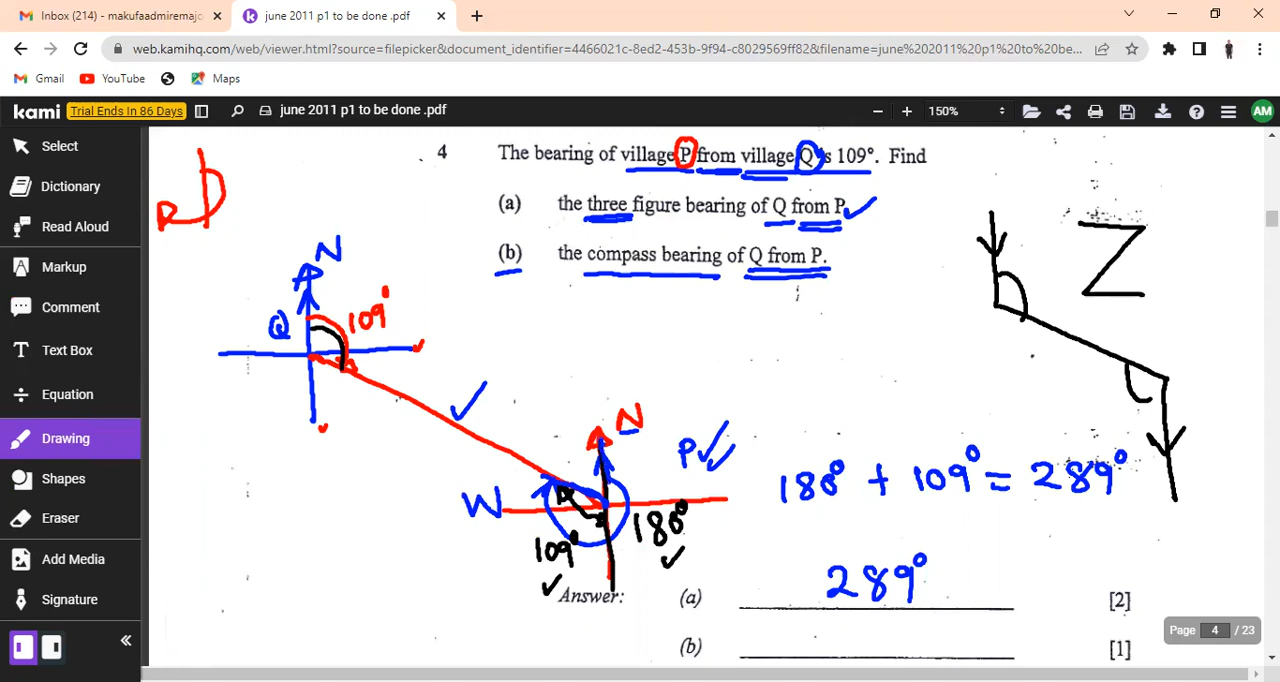 Inbox (214) - makufaadmiremajo
june 2011 p1 to be done .pdf
web.kamihq.com/web/viewer.html?source=filepicker&document_identifier=4466021c-8ed2-453b-9f94-c8029569ff82&filename=june%202011%20p1%20to%20be...
Gmail
YouTube
Maps
kami
Trial Ends In 86 Days
june 2011 p1 to be done .pdf
150%
AM
Select
Dictionary
Read Aloud
Markup
Comment
Text Box
Equation
Drawing
Shapes
Eraser
Add Media
Signature
4 The bearing of village P from village Q is 109°. Find
(a) the three figure bearing of Q from P.
(b) the compass bearing of Q from P.
N
Q
109°
Z
N
P
W
109°
180°
180° + 109° = 289°
Answer: (a) 289° [2]
(b) [1]
Page 4 / 23